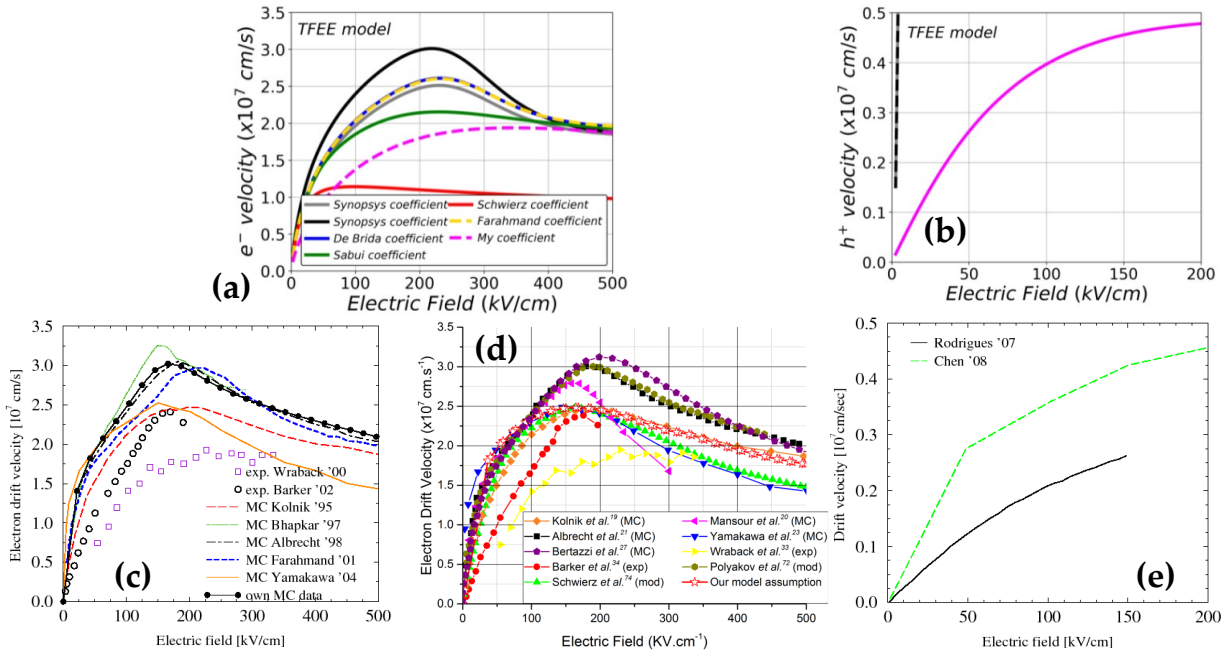 TFEE model
e⁻ velocity (x10⁷ cm/s)
3.5
3.0
2.5
2.0
1.5
1.0
0.5
0.0
Synopsys coefficient
Synopsys coefficient
De Brida coefficient
Sabui coefficient
Schwierz coefficient
Farahmand coefficient
My coefficient
0 100 200 300 400 500
Electric Field (kV/cm)
(a)
TFEE model
h⁺ velocity (x10⁷ cm/s)
0.5
0.4
0.3
0.2
0.1
0.0
0 50 100 150 200
Electric Field (kV/cm)
(b)
Electron drift velocity [10⁷ cm/s]
3.5
3.0
2.5
2.0
1.5
1.0
0.5
0.0
exp. Wraback '00
exp. Barker '02
MC Kolnik '95
MC Bhapkar '97
MC Albrecht '98
MC Farahmand '01
MC Yamakawa '04
own MC data
0 100 200 300 400 500
Electric field [kV/cm]
(c)
(d)
Electron Drift Velocity (x10⁷ cm.s⁻¹)
3.5
3.0
2.5
2.0
1.5
1.0
0.5
0.0
Kolnik et al.¹⁹ (MC)
Albrecht et al.²¹ (MC)
Bertazzi et al.²⁷ (MC)
Barker et al.³⁴ (exp)
Schwierz et al.⁷⁴ (mod)
Mansour et al.²⁰ (MC)
Yamakawa et al.²³ (MC)
Wraback et al.³³ (exp)
Polyakov et al.⁷² (mod)
Our model assumption
0 50 100 150 200 250 300 350 400 450 500
Electric Field (KV.cm⁻¹)
Drift velocity [10⁷ cm/sec]
0.5
0.4
0.3
0.2
0.1
0.0
Rodrigues '07
Chen '08
0 50 100 150 200
Electric field [kV/cm]
(e)